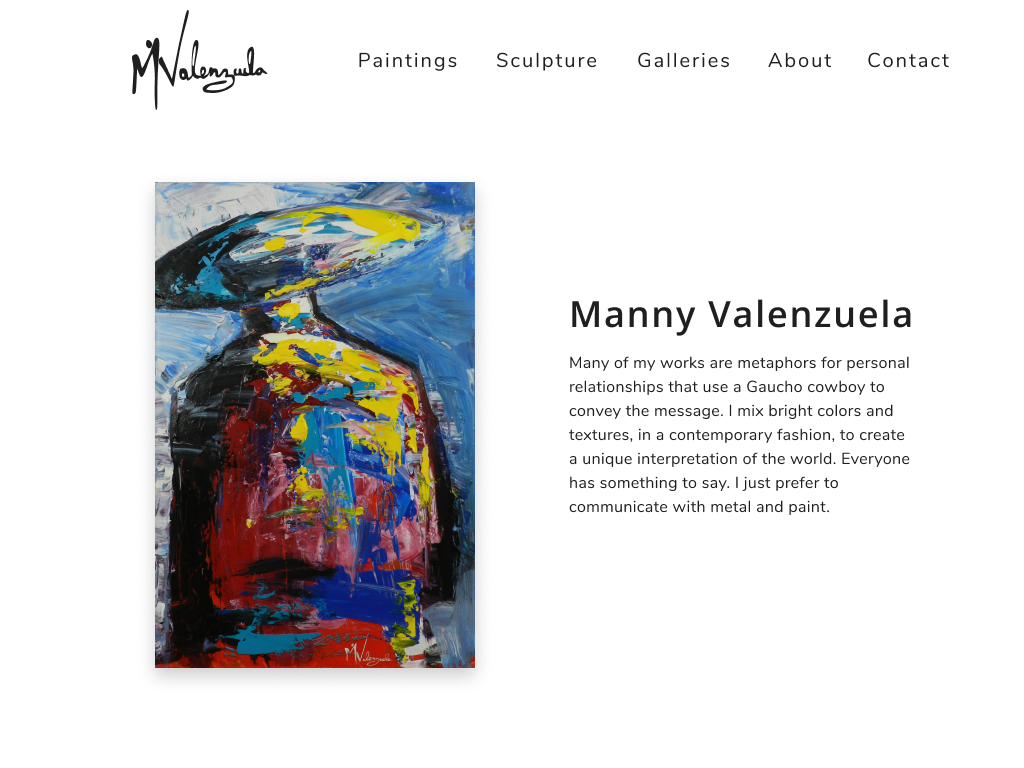 MValenzuela
Paintings Sculpture Galleries About Contact
Manny Valenzuela
Many of my works are metaphors for personal
relationships that use a Gaucho cowboy to
convey the message. I mix bright colors and
textures, in a contemporary fashion, to create
a unique interpretation of the world. Everyone
has something to say. I just prefer to
communicate with metal and paint.
MValenzuela